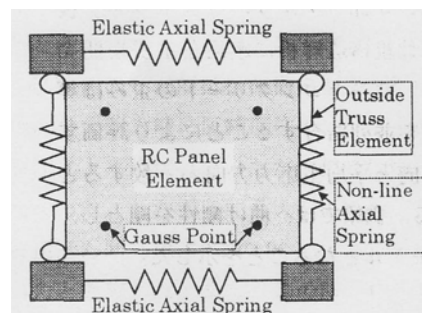 Elastic Axial Spring
Outside
Truss
Element
RC Panel
Element
Non-line
Axial
Spring
Gauss Point
Elastic Axial Spring